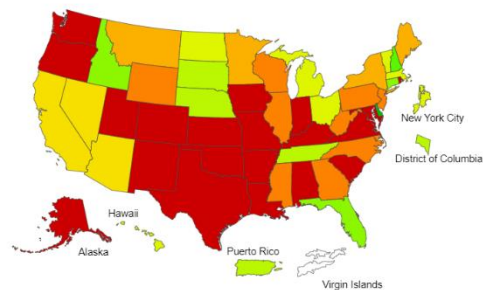 New York City
District of Columbia
Hawaii
Alaska
Puerto Rico
Virgin Islands